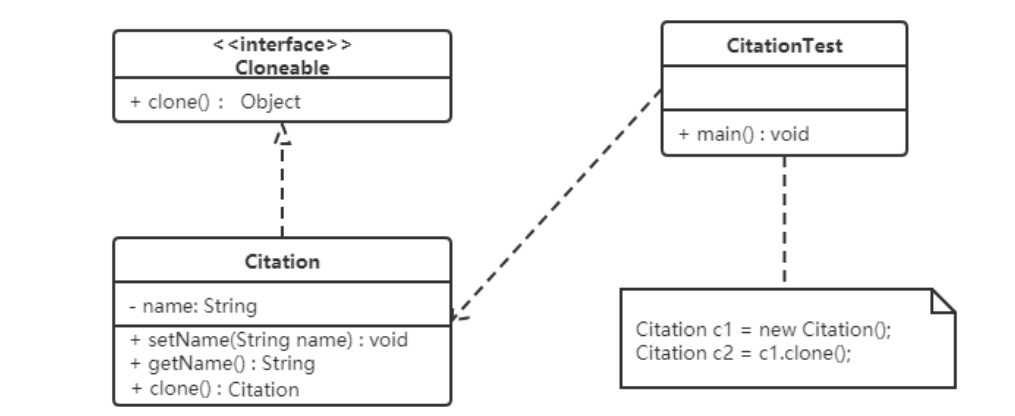 <<interface>>
Cloneable
+ clone() : Object
CitationTest
+ main() : void
Citation
- name: String
+ setName(String name) : void
+ getName() : String
+ clone() : Citation
Citation c1 = new Citation();
Citation c2 = c1.clone();